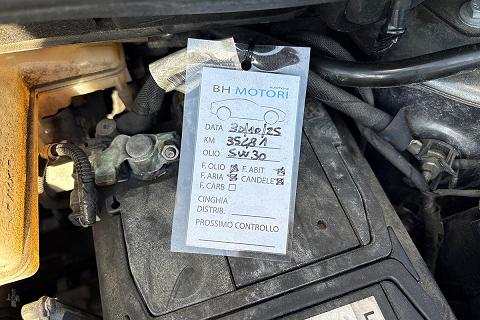 BH MOTORI
DATA 30/10/25
KM 35481
OLIO 5W30
F. OLIO F. ABIT
F. ARIA CANDELE
F. CARB
CINGHIA
DISTRIB.
PROSSIMO CONTROLLO